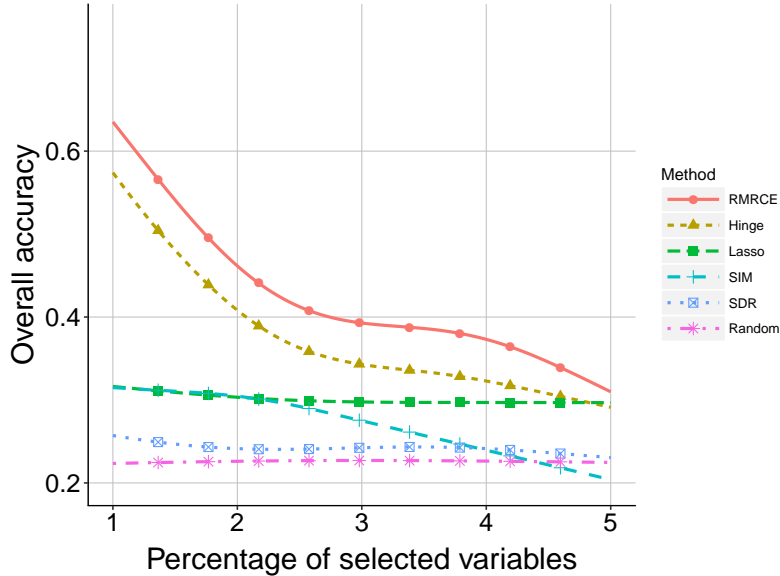 Overall accuracy
0.6
0.4
0.2
1 2 3 4 5
Percentage of selected variables
Method
RMRCE
Hinge
Lasso
SIM
SDR
Random